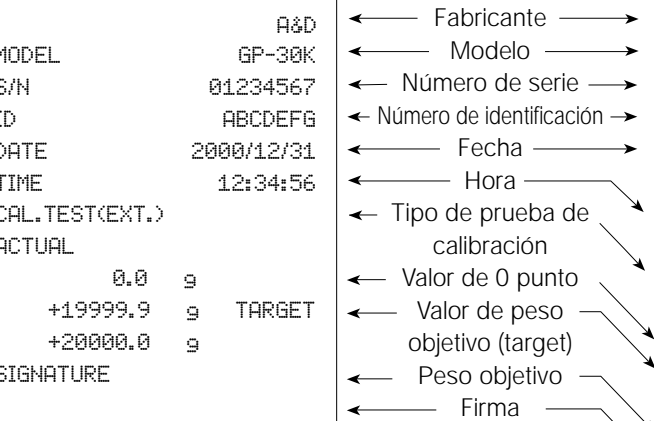 A&D
MODEL GP-30K
S/N 01234567
ID ABCDEFG
DATE 2000/12/31
TIME 12:34:56
CAL.TEST(EXT.)
ACTUAL
0.0 g
+19999.9 g TARGET
+20000.0 g
SIGNATURE
Fabricante
Modelo
Número de serie
Número de identificación
Fecha
Hora
Tipo de prueba de
calibración
Valor de 0 punto
Valor de peso
objetivo (target)
Peso objetivo
Firma